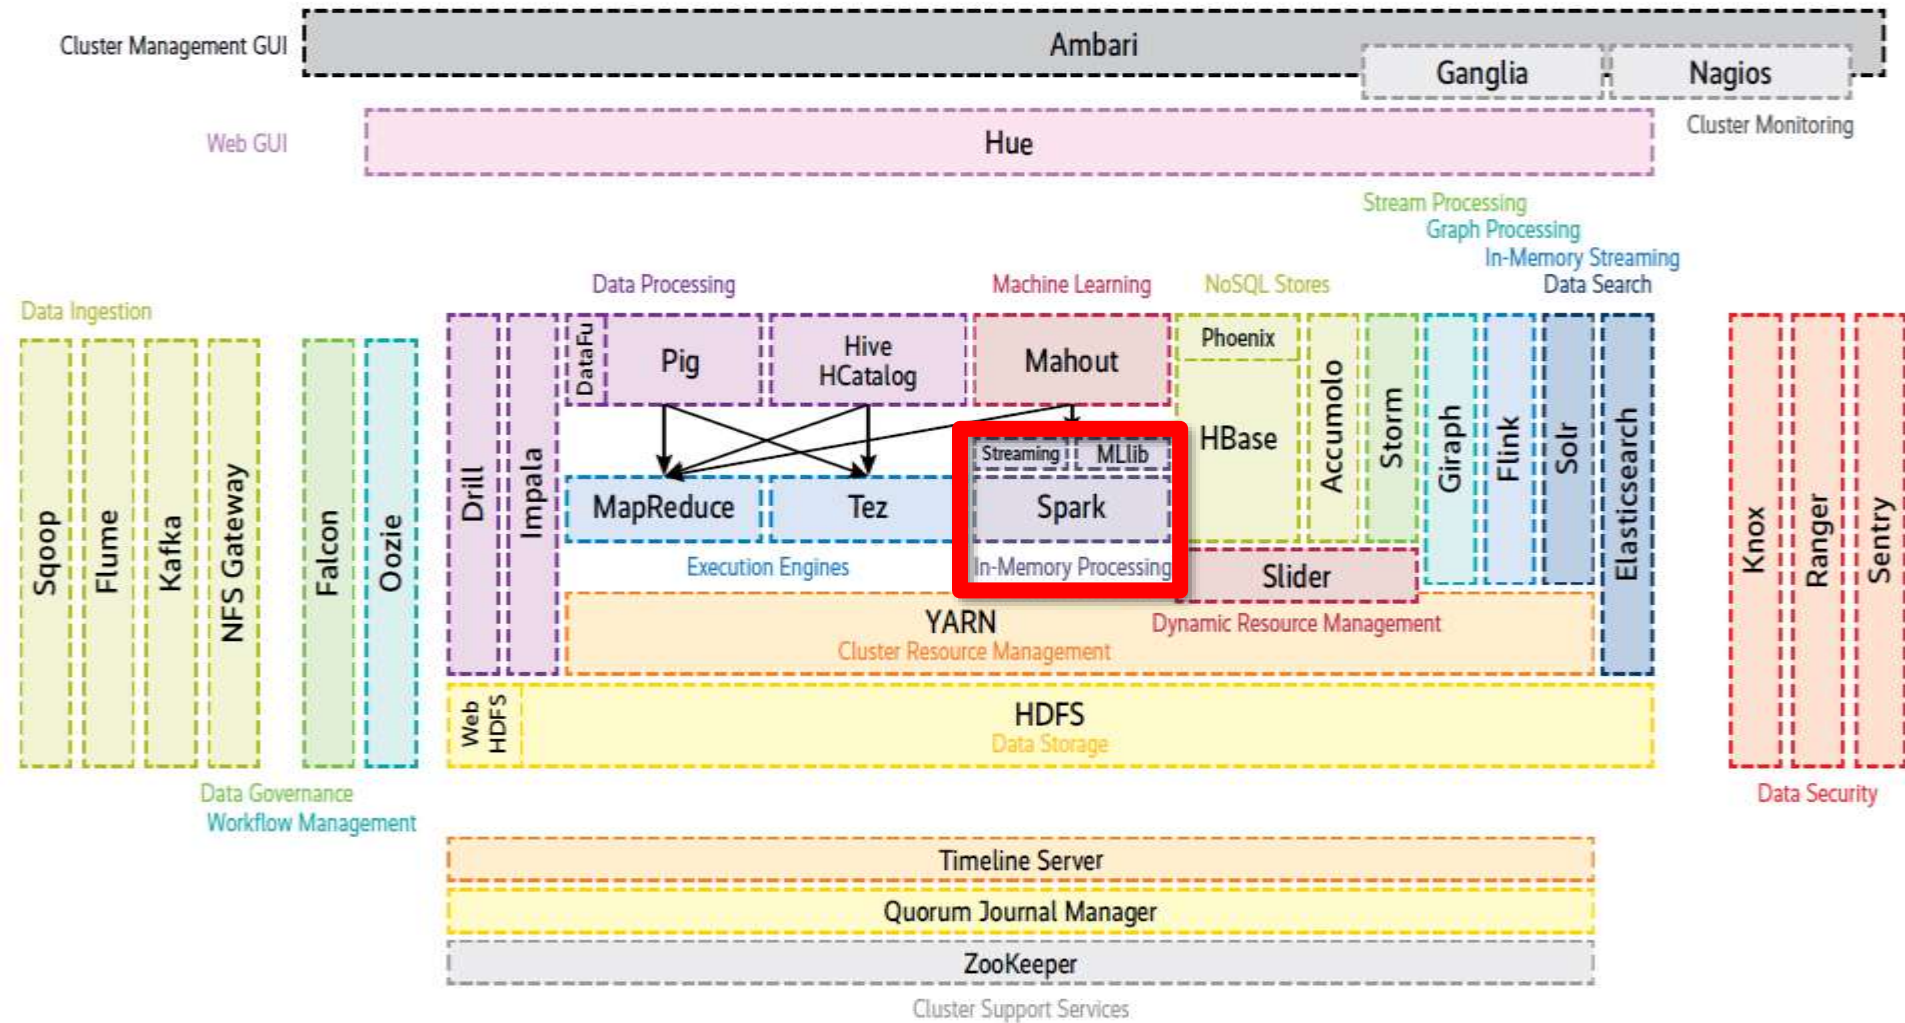 Cluster Management GUI
Ambari
Ganglia
Nagios
Cluster Monitoring
Web GUI
Hue
Stream Processing
Graph Processing
In-Memory Streaming
Data Search
Data Processing
Machine Learning
NoSQL Stores
Data Ingestion
Sqoop
Flume
Kafka
NFS Gateway
Falcon
Oozie
Data Governance
Workflow Management
Drill
Impala
DataFu
Pig
Hive
HCatalog
Mahout
Phoenix
HBase
Accumolo
Storm
Giraph
Flink
Solr
Elasticsearch
Streaming
MLlib
MapReduce
Tez
Spark
Execution Engines
In-Memory Processing
Slider
YARN
Dynamic Resource Management
Cluster Resource Management
Web
HDFS
HDFS
Data Storage
Knox
Ranger
Sentry
Data Security
Timeline Server
Quorum Journal Manager
ZooKeeper
Cluster Support Services